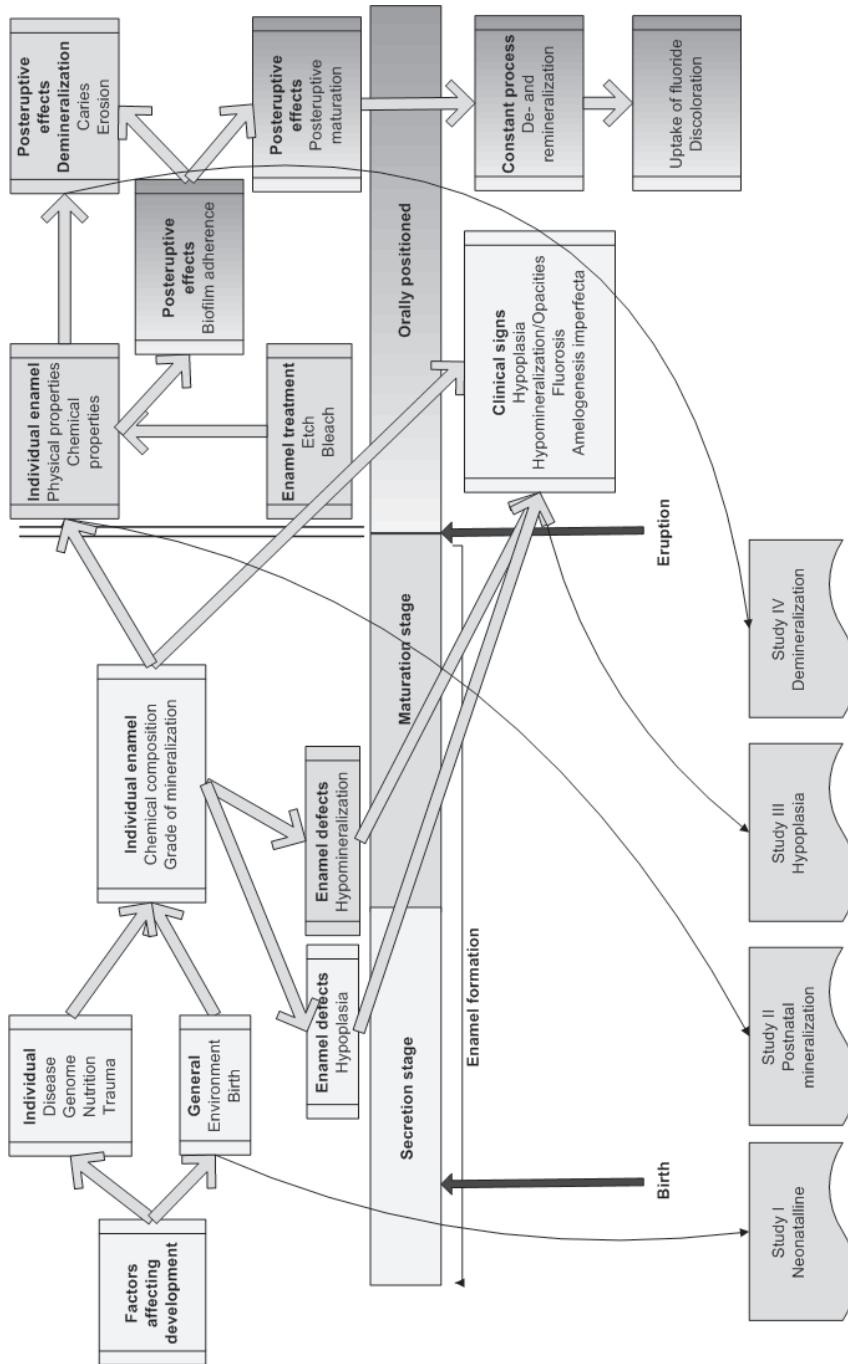 Factors
affecting
development
Individual
Disease
Genome
Nutrition
Trauma
General
Environment
Birth
Individual enamel
Chemical composition
Grade of mineralization
Enamel defects
Hypoplasia
Enamel defects
Hypomineralization
Individual enamel
Physical properties
Chemical
properties
Enamel treatment
Etch
Bleach
Posteruptive
effects
Biofilm adherence
Posteruptive
effects
Demineralization
Caries
Erosion
Posteruptive
effects
Posteruptive
maturation
Secretion stage
Maturation stage
Orally positioned
Enamel formation
Birth
Eruption
Clinical signs
Hypoplasia
Hypomineralization/Opacities
Fluorosis
Amelogenesis imperfecta
Constant process
De- and
remineralization
Uptake of fluoride
Discoloration
Study I
Neonatalline
Study II
Postnatal
mineralization
Study III
Hypoplasia
Study IV
Demineralization